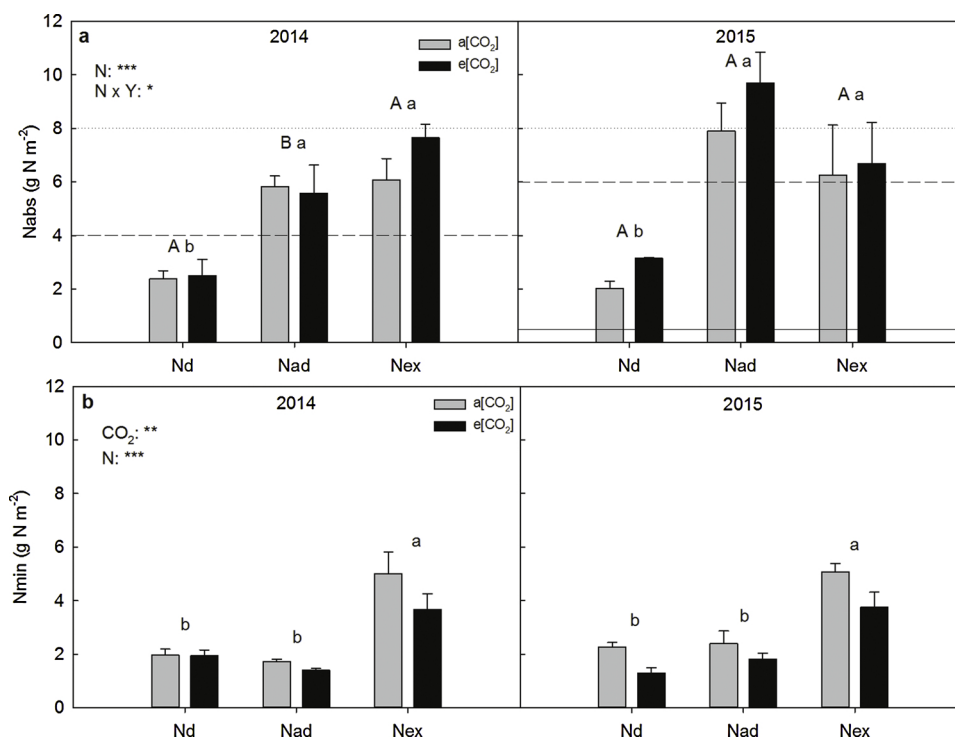 a
2014
a[CO₂]
e[CO₂]
2015
N: ***
N x Y: *
A b
B a
A a
A b
A a
A a
Nabs (g N m⁻²)
12
10
8
6
4
2
0
Nd
Nad
Nex
Nd
Nad
Nex
b
2014
a[CO₂]
e[CO₂]
2015
CO₂: **
N: ***
b
b
a
b
b
a
Nmin (g N m⁻²)
12
10
8
6
4
2
0
Nd
Nad
Nex
Nd
Nad
Nex